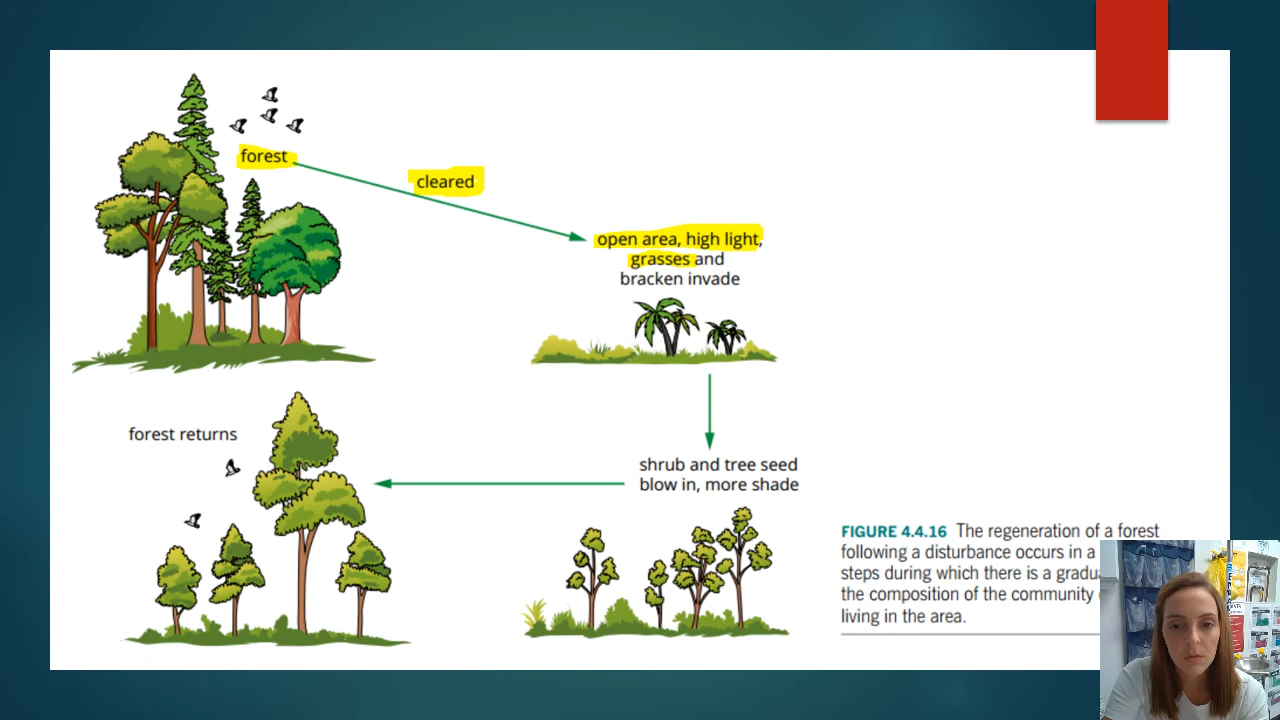 forest
cleared
open area, high light,
grasses and
bracken invade
forest returns
shrub and tree seed
blow in, more shade
FIGURE 4.4.16 The regeneration of a forest
following a disturbance occurs in a
steps during which there is a
the composition of the community
living in the area.